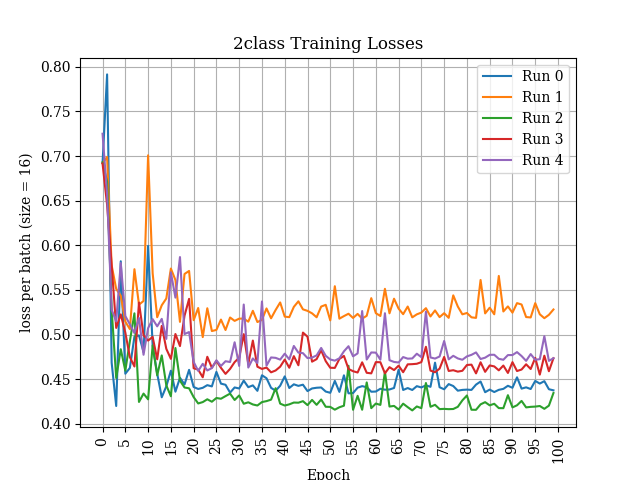 2class Training Losses
loss per batch (size = 16)
0.80
0.75
0.70
0.65
0.60
0.55
0.50
0.45
0.40
Run 0
Run 1
Run 2
Run 3
Run 4
0 5 10 15 20 25 30 35 40 45 50 55 60 65 70 75 80 85 90 95 100
Epoch